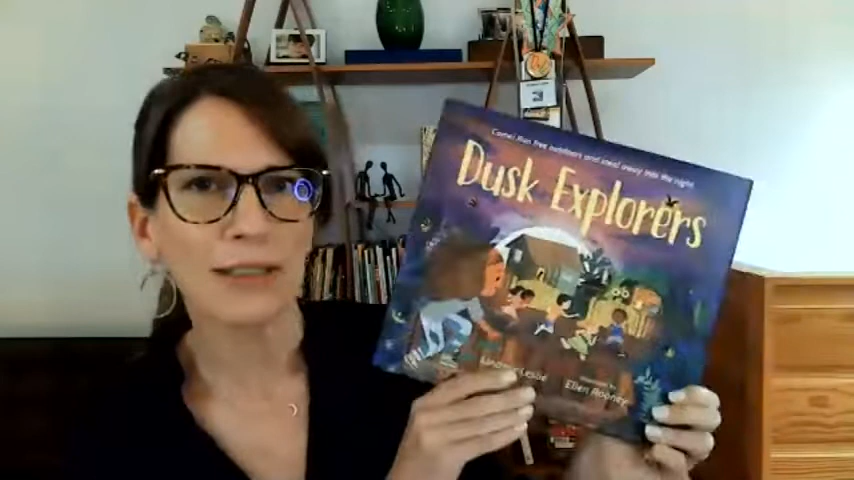 Come! Run free outdoors and steal away into the night
Dusk Explorers
Lindsay Leslie
Ellen Rooney